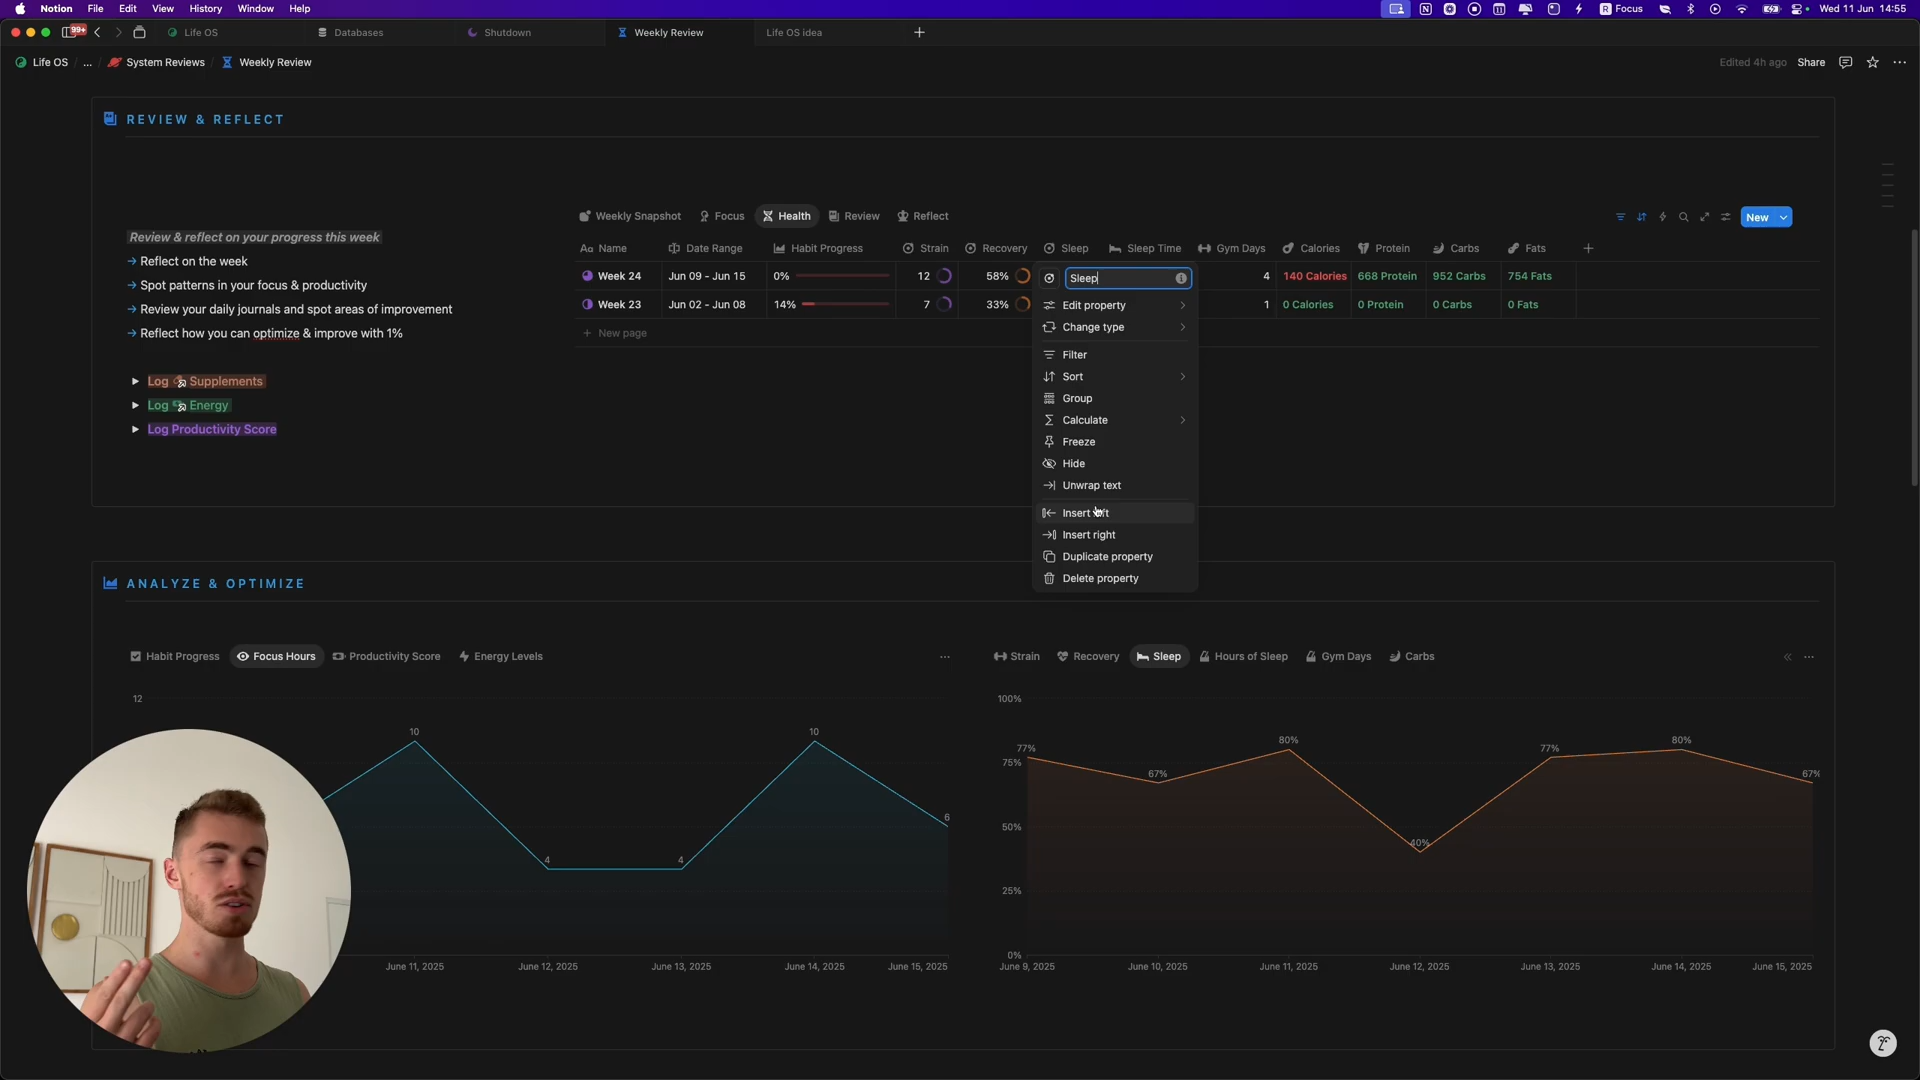 Notion File Edit View History Window Help
Focus Wed 11 Jun 14:55
99+ Life OS Databases Shutdown Weekly Review Life OS idea
Life OS / ... / System Reviews / Weekly Review
Edited 4h ago Share
REVIEW & REFLECT
Review & reflect on your progress this week
→ Reflect on the week
→ Spot patterns in your focus & productivity
→ Review your daily journals and spot areas of improvement
→ Reflect how you can optimize & improve with 1%
Log Supplements
Log Energy
Log Productivity Score
Weekly Snapshot Focus Health Review Reflect
New
Aa Name Date Range Habit Progress Strain Recovery Sleep Sleep Time Gym Days Calories Protein Carbs Fats
Week 24 Jun 09 - Jun 15 0% 12 58% 4 140 Calories 668 Protein 952 Carbs 754 Fats
Week 23 Jun 02 - Jun 08 14% 7 33% 1 0 Calories 0 Protein 0 Carbs 0 Fats
+ New page
Sleep
Edit property
Change type
Filter
Sort
Group
Calculate
Freeze
Hide
Unwrap text
Insert left
Insert right
Duplicate property
Delete property
ANALYZE & OPTIMIZE
Habit Progress Focus Hours Productivity Score Energy Levels
12
10
4
4
10
6
June 11, 2025 June 12, 2025 June 13, 2025 June 14, 2025 June 15, 2025
Strain Recovery Sleep Hours of Sleep Gym Days Carbs
100%
75%
50%
25%
0%
77%
67%
80%
40%
77%
80%
67%
June 9, 2025 June 10, 2025 June 11, 2025 June 12, 2025 June 13, 2025 June 14, 2025 June 15, 2025